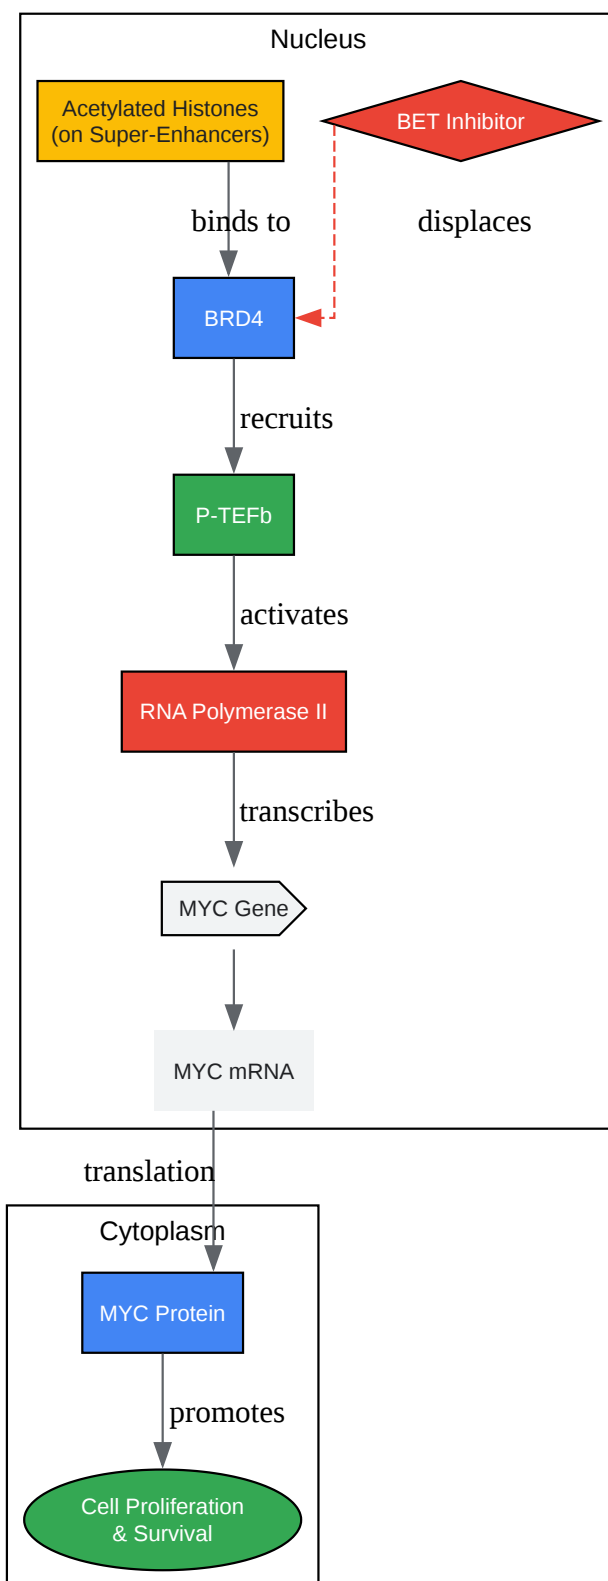 Nucleus
Acetylated Histones
(on Super-Enhancers)
BET Inhibitor
binds to
displaces
BRD4
recruits
P-TEFb
activates
RNA Polymerase II
transcribes
MYC Gene
MYC mRNA
translation
Cytoplasm
MYC Protein
promotes
Cell Proliferation
& Survival